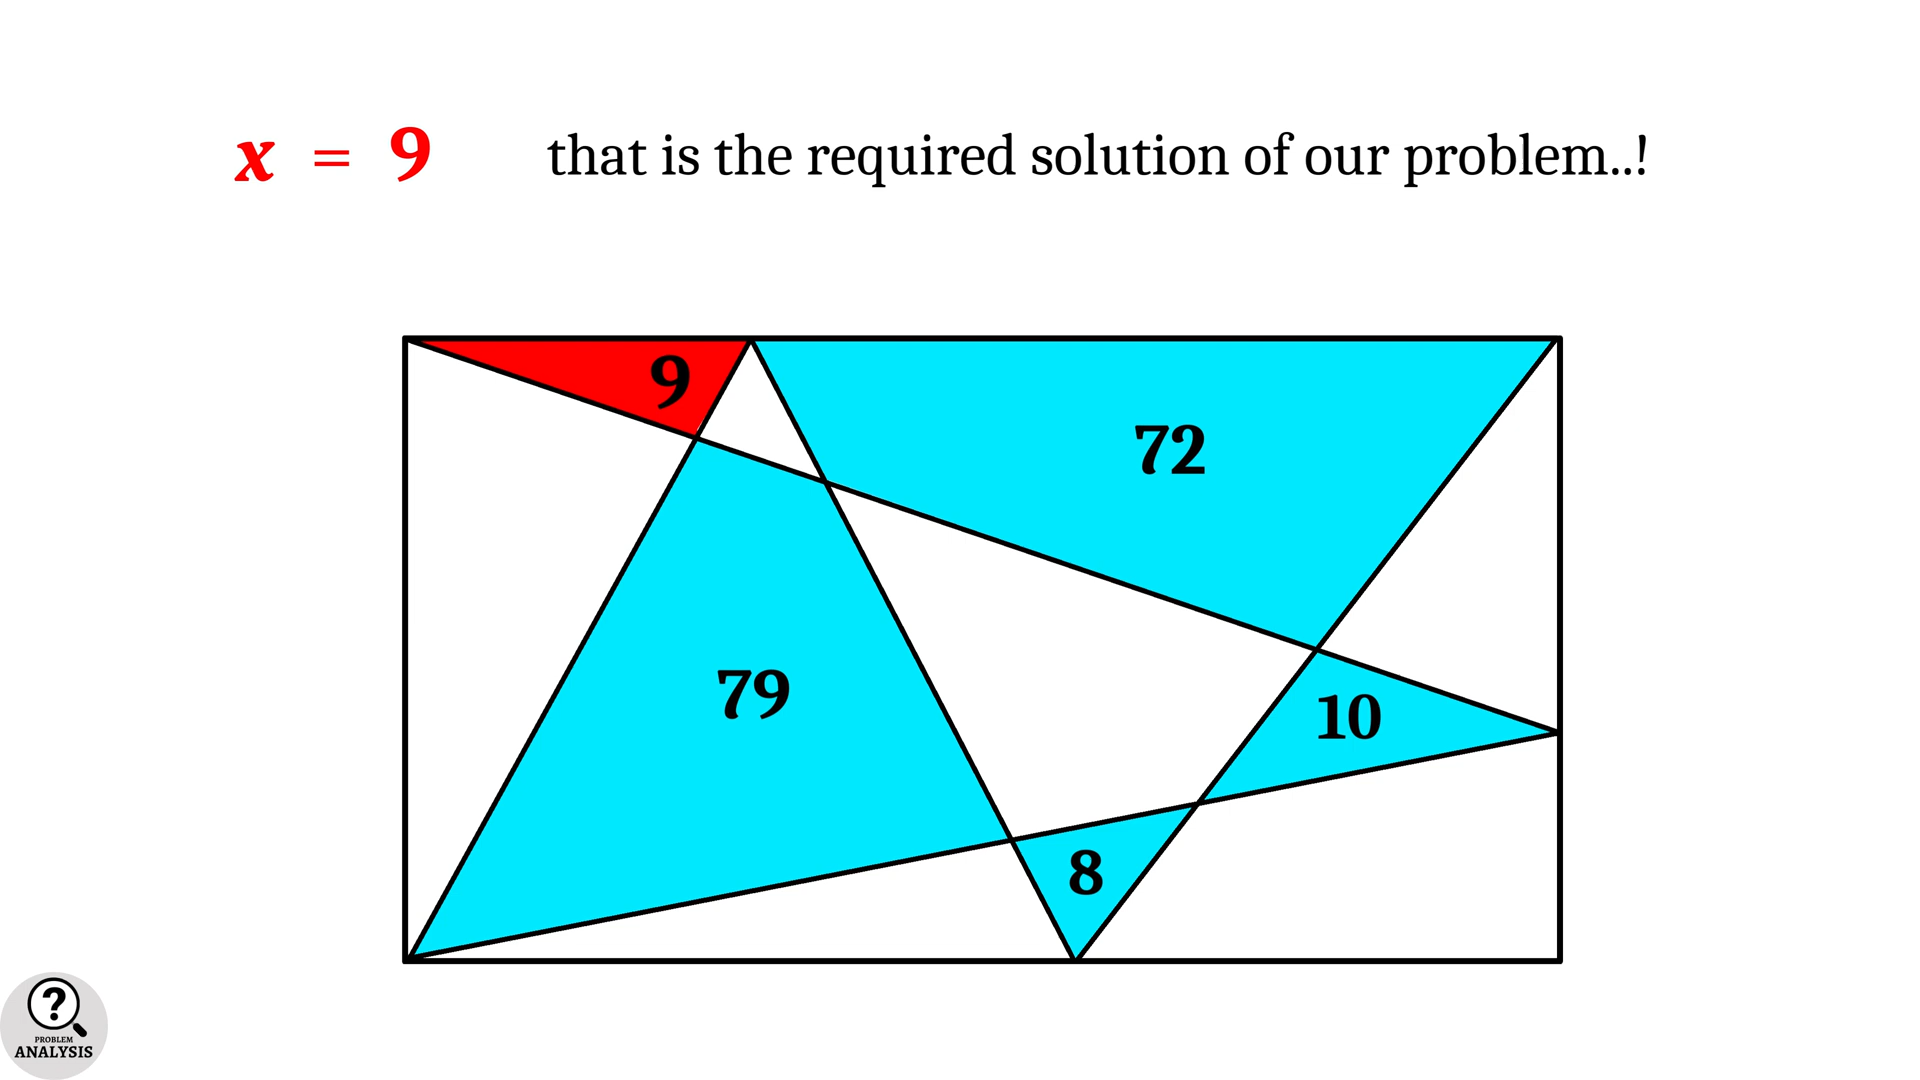 x = 9 that is the required solution of our problem..!
9
72
79
10
8
?
PROBLEM
ANALYSIS